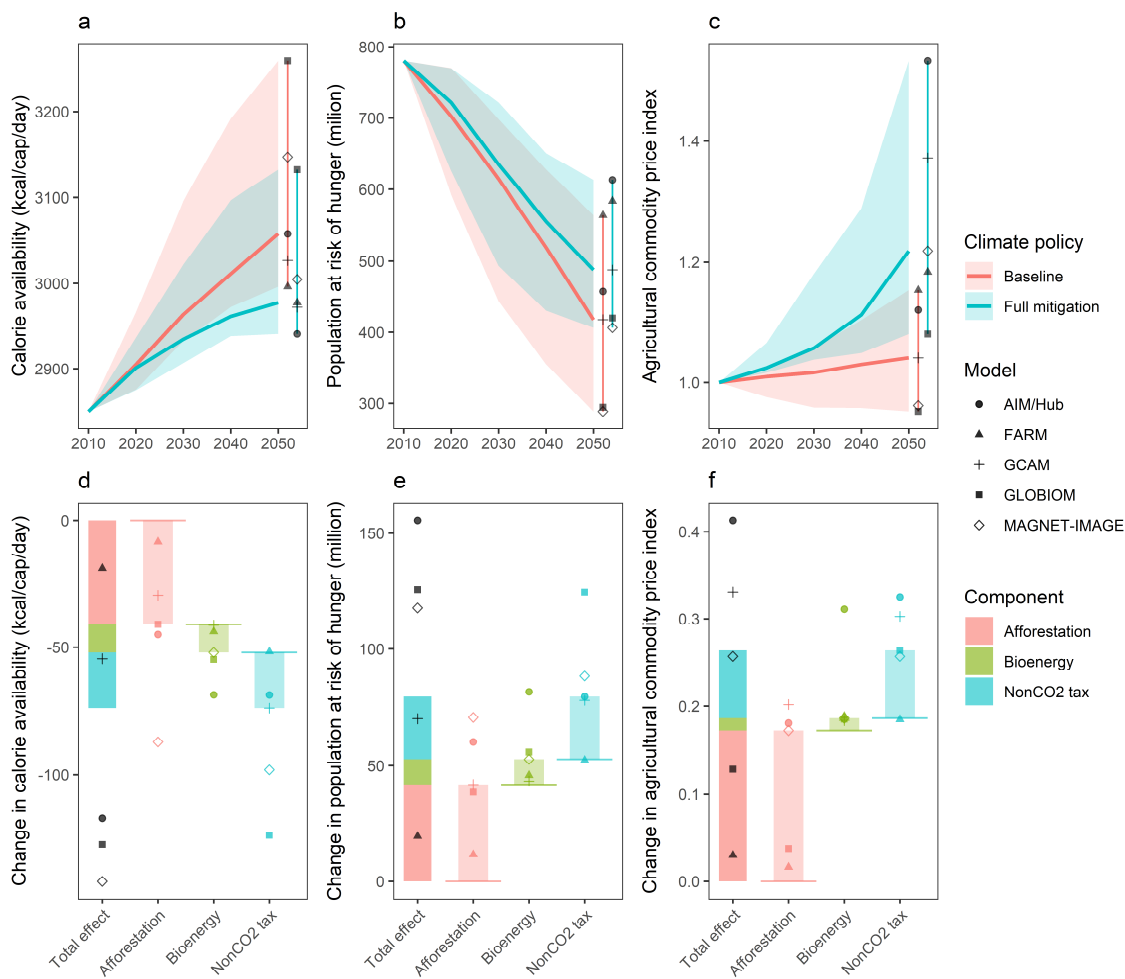 a
b
c
Calorie availability (kcal/cap/day)
3200
3100
3000
2900
2010 2020 2030 2040 2050
Population at risk of hunger (milion)
800
700
600
500
400
300
2010 2020 2030 2040 2050
Agricultural commodity price index
1.4
1.2
1.0
2010 2020 2030 2040 2050
Climate policy
Baseline
Full mitigation
Model
AIM/Hub
FARM
GCAM
GLOBIOM
MAGNET-IMAGE
Component
Afforestation
Bioenergy
NonCO2 tax
d
e
f
Change in calorie availability (kcal/cap/day)
0
-50
-100
Total effect
Afforestation
Bioenergy
NonCO2 tax
Change in population at risk of hunger (million)
150
100
50
0
Total effect
Afforestation
Bioenergy
NonCO2 tax
Change in agricultural commodity price index
0.4
0.3
0.2
0.1
0.0
Total effect
Afforestation
Bioenergy
NonCO2 tax